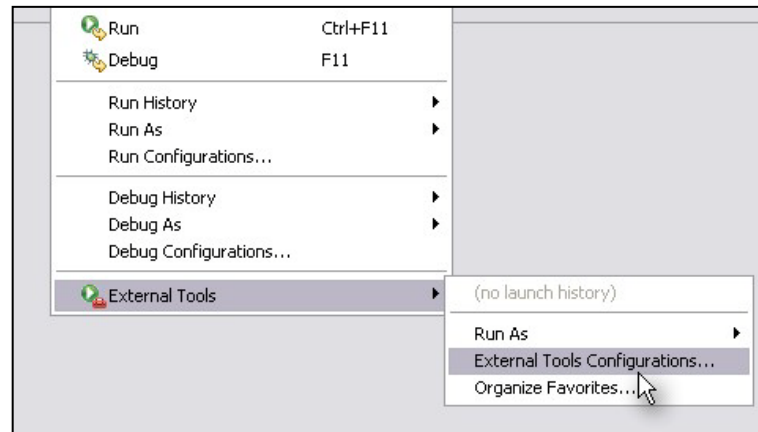 Run Ctrl+F11
Debug F11
Run History
Run As
Run Configurations...
Debug History
Debug As
Debug Configurations...
External Tools
(no launch history)
Run As
External Tools Configurations...
Organize Favorites...